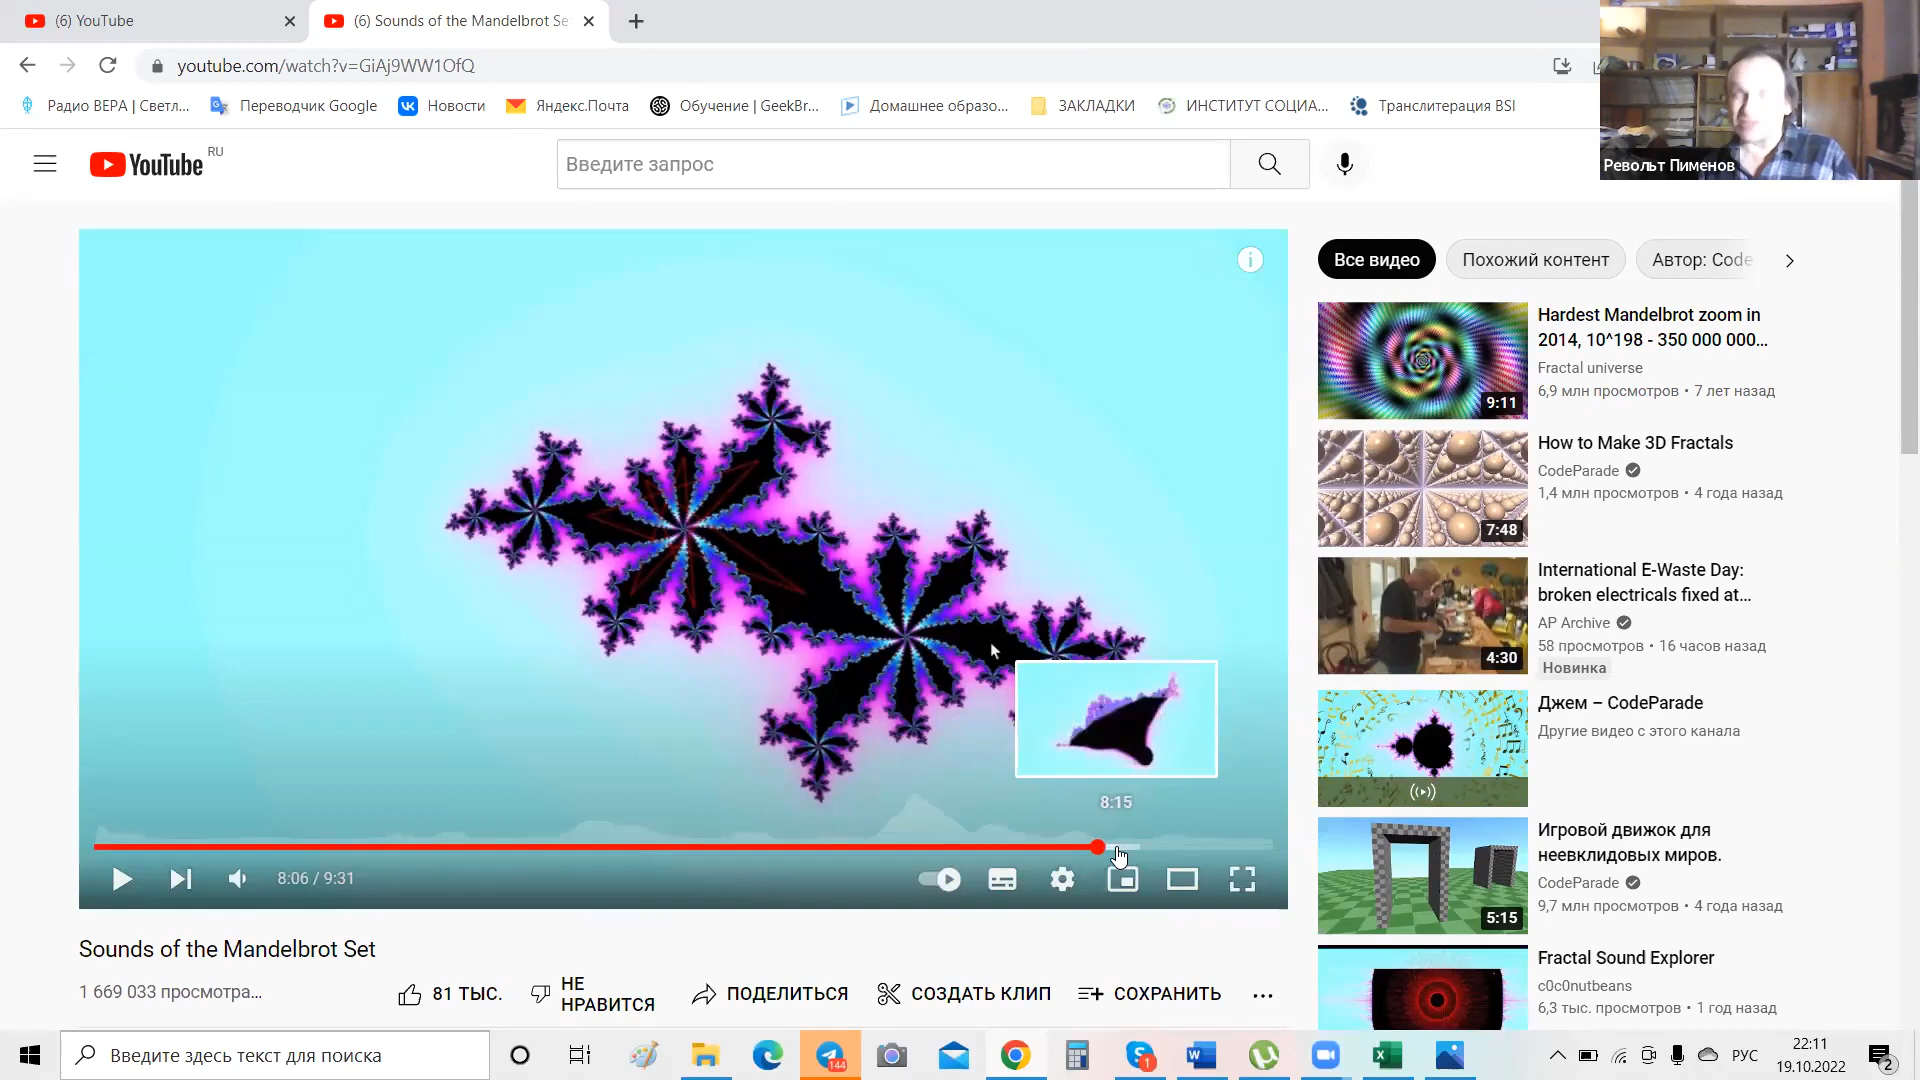 (6) YouTube
(6) Sounds of the Mandelbrot Se
youtube.com/watch?v=GiAj9WW1OfQ
Радио ВЕРА | Светл...
Переводчик Google
Новости
Яндекс.Почта
Обучение | GeekBr...
Домашнее образо...
ЗАКЛАДКИ
ИНСТИТУТ СОЦИА...
Транслитерация BSI
Револьт Пименов
YouTube RU
Введите запрос
Все видео
Похожий контент
Автор: Code
Hardest Mandelbrot zoom in
2014, 10^198 - 350 000 000...
Fractal universe
6,9 млн просмотров • 7 лет назад
9:11
How to Make 3D Fractals
CodeParade
1,4 млн просмотров • 4 года назад
7:48
International E-Waste Day:
broken electricals fixed at...
AP Archive
58 просмотров • 16 часов назад
Новинка
4:30
Джем – CodeParade
Другие видео с этого канала
Игровой движок для
неевклидовых миров.
CodeParade
9,7 млн просмотров • 4 года назад
5:15
Fractal Sound Explorer
c0c0nutbeans
6,3 тыс. просмотров • 1 год назад
8:15
8:06 / 9:31
Sounds of the Mandelbrot Set
1 669 033 просмотра...
81 ТЫС.
НЕ
НРАВИТСЯ
ПОДЕЛИТЬСЯ
СОЗДАТЬ КЛИП
СОХРАНИТЬ
Введите здесь текст для поиска
144
1
РУС
22:11
19.10.2022
2